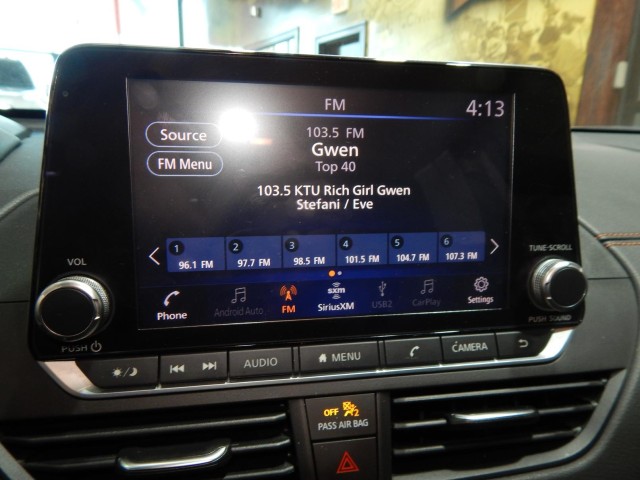 FM
4:13
Source
FM Menu
103.5 FM
Gwen
Top 40
103.5 KTU Rich Girl Gwen
Stefani / Eve
1 2 3 4 5 6
96.1 FM 97.7 FM 98.5 FM 101.5 FM 104.7 FM 107.3 FM
sxm
Phone Android Auto FM SiriusXM USB2 CarPlay Settings
VOL
PUSH
TUNE·SCROLL
PUSH SOUND
AUDIO MENU CAMERA
OFF 2
PASS AIR BAG